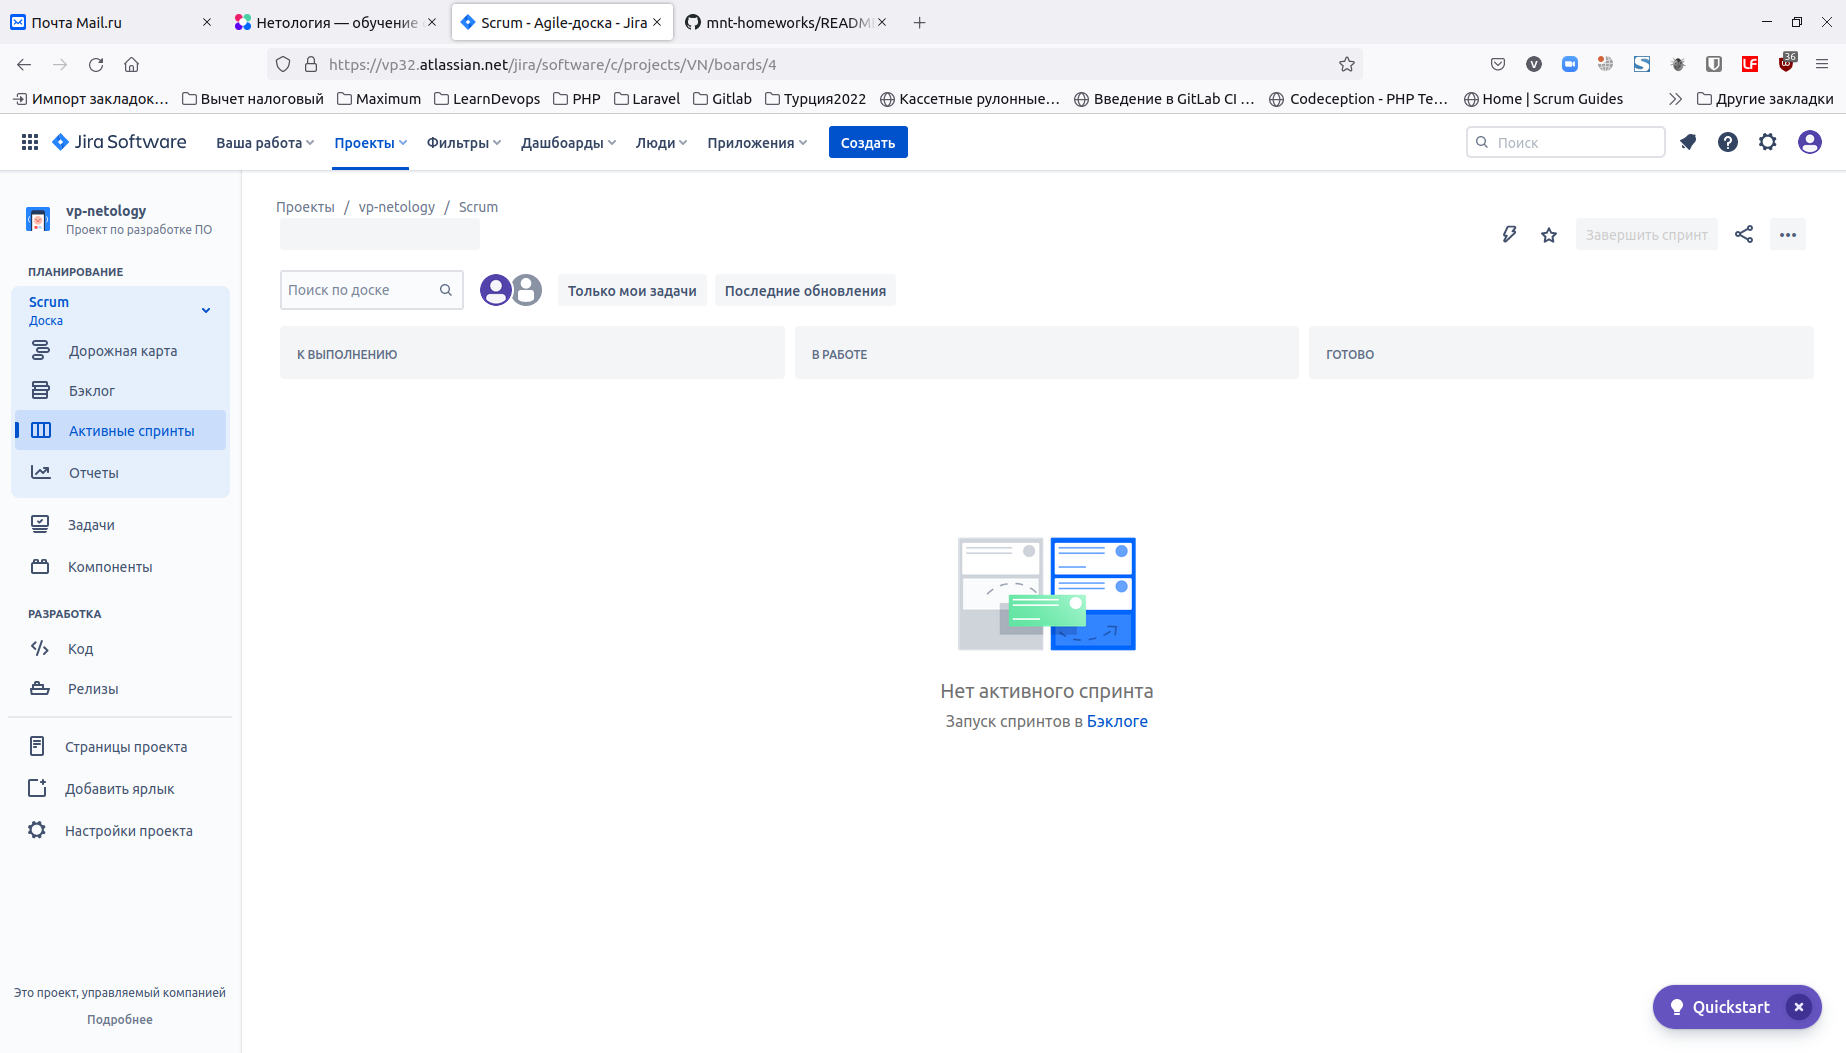 Почта Mail.ru
Нетология — обучение
Scrum - Agile-доска - Jira
mnt-homeworks/READM
https://vp32.atlassian.net/jira/software/c/projects/VN/boards/4
36
Импорт закладок… Вычет налоговый Maximum LearnDevops PHP Laravel Gitlab Турция2022 Кассетные рулонные… Введение в GitLab CI … Codeception - PHP Te… Home | Scrum Guides Другие закладки
Jira Software Ваша работа Проекты Фильтры Дашборды Люди Приложения Создать Поиск
vp-netology
Проект по разработке ПО
ПЛАНИРОВАНИЕ
Scrum
Доска
Дорожная карта
Бэклог
Активные спринты
Отчеты
Задачи
Компоненты
РАЗРАБОТКА
Код
Релизы
Страницы проекта
Добавить ярлык
Настройки проекта
Это проект, управляемый компанией
Подробнее
Проекты / vp-netology / Scrum
Завершить спринт
Поиск по доске Только мои задачи Последние обновления
К ВЫПОЛНЕНИЮ В РАБОТЕ ГОТОВО
Нет активного спринта
Запуск спринтов в Бэклоге
Quickstart